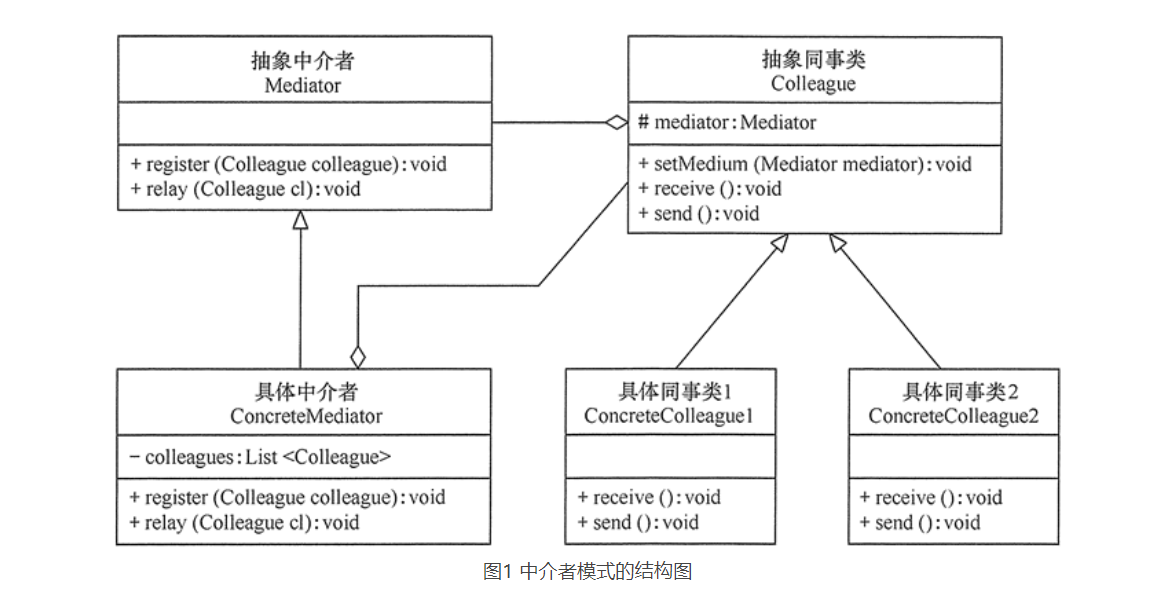 抽象中介者
Mediator
+ register (Colleague colleague): void
+ relay (Colleague cl): void
抽象同事类
Colleague
# mediator: Mediator
+ setMedium (Mediator mediator): void
+ receive (): void
+ send (): void
具体中介者
ConcreteMediator
− colleagues: List <Colleague>
+ register (Colleague colleague): void
+ relay (Colleague cl): void
具体同事类1
ConcreteColleague1
+ receive (): void
+ send (): void
具体同事类2
ConcreteColleague2
+ receive (): void
+ send (): void
图1 中介者模式的结构图